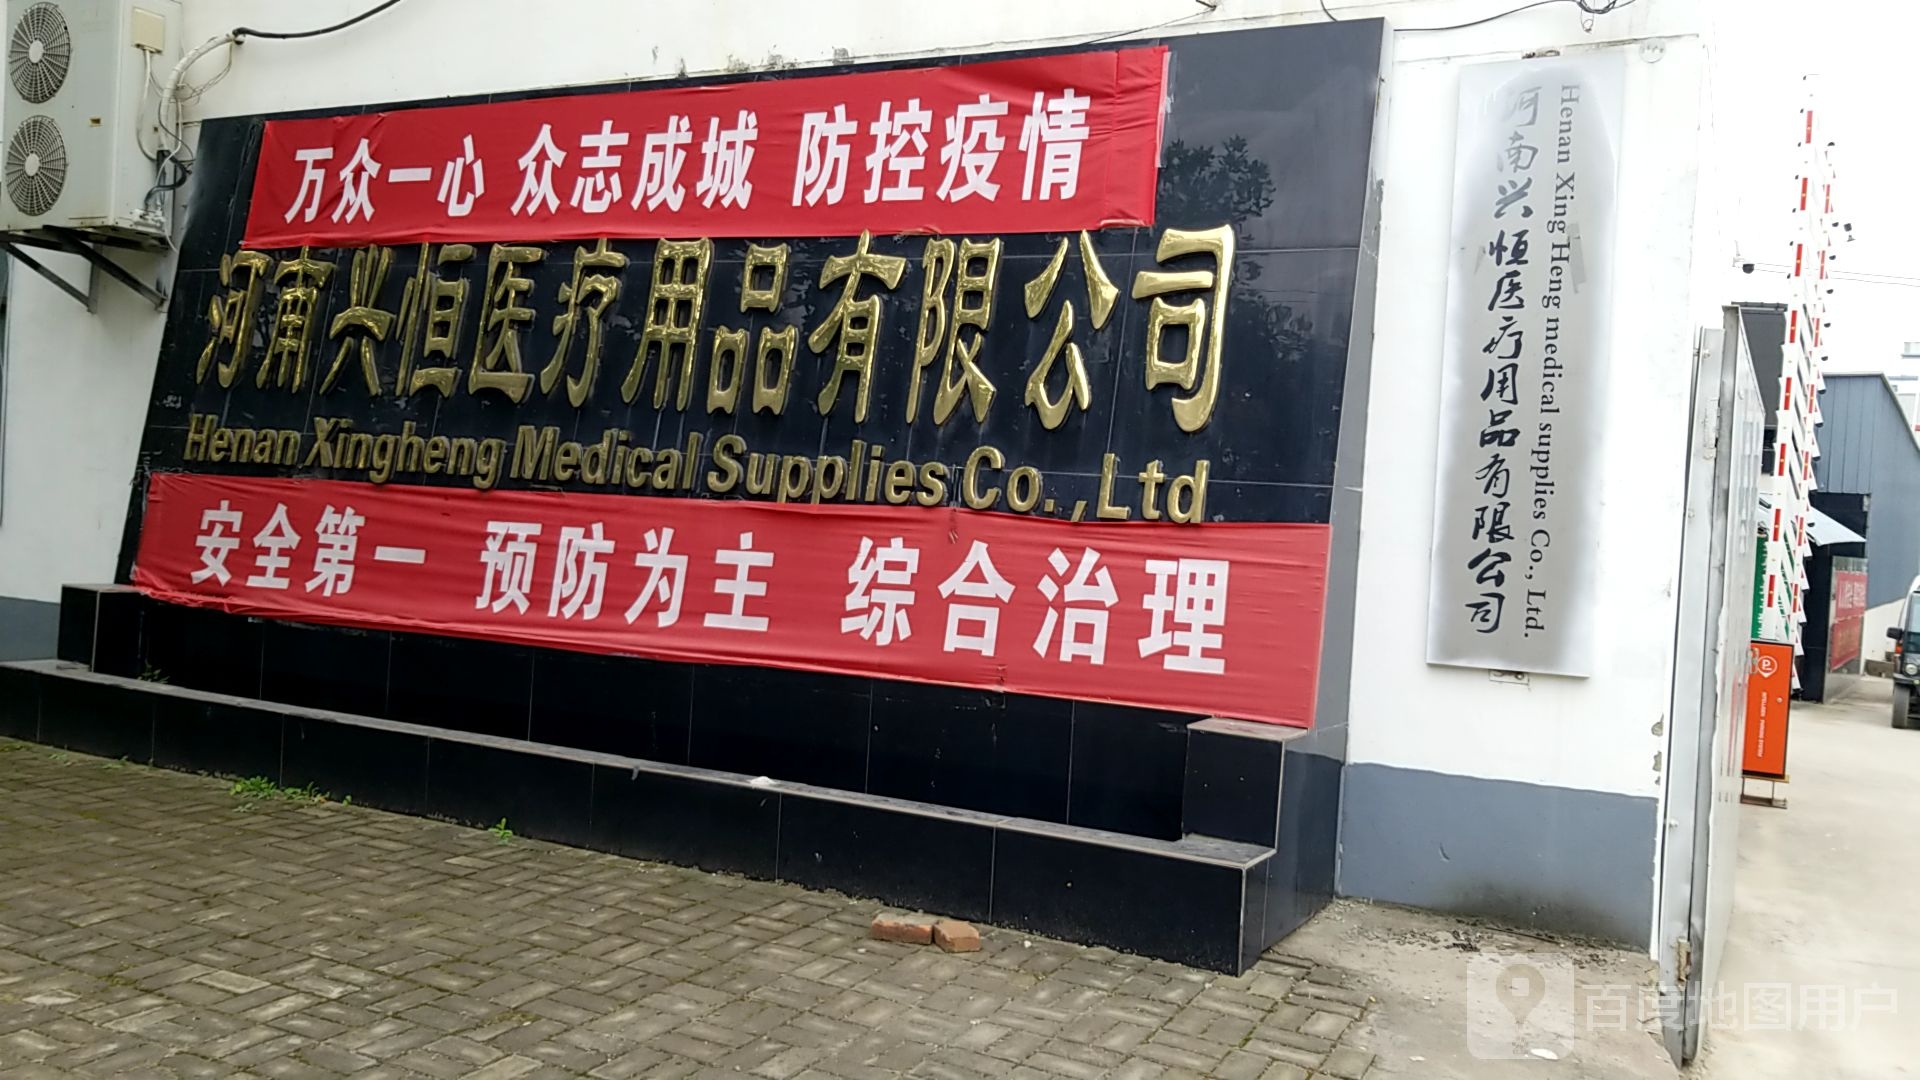 万众一心 众志成城 防控疫情
河南兴恒医疗用品有限公司
Henan Xingheng Medical Supplies Co.,Ltd
安全第一 预防为主 综合治理
Henan Xing Heng medical supplies Co., Ltd.
河南兴恒医疗用品有限公司
百度地图用户